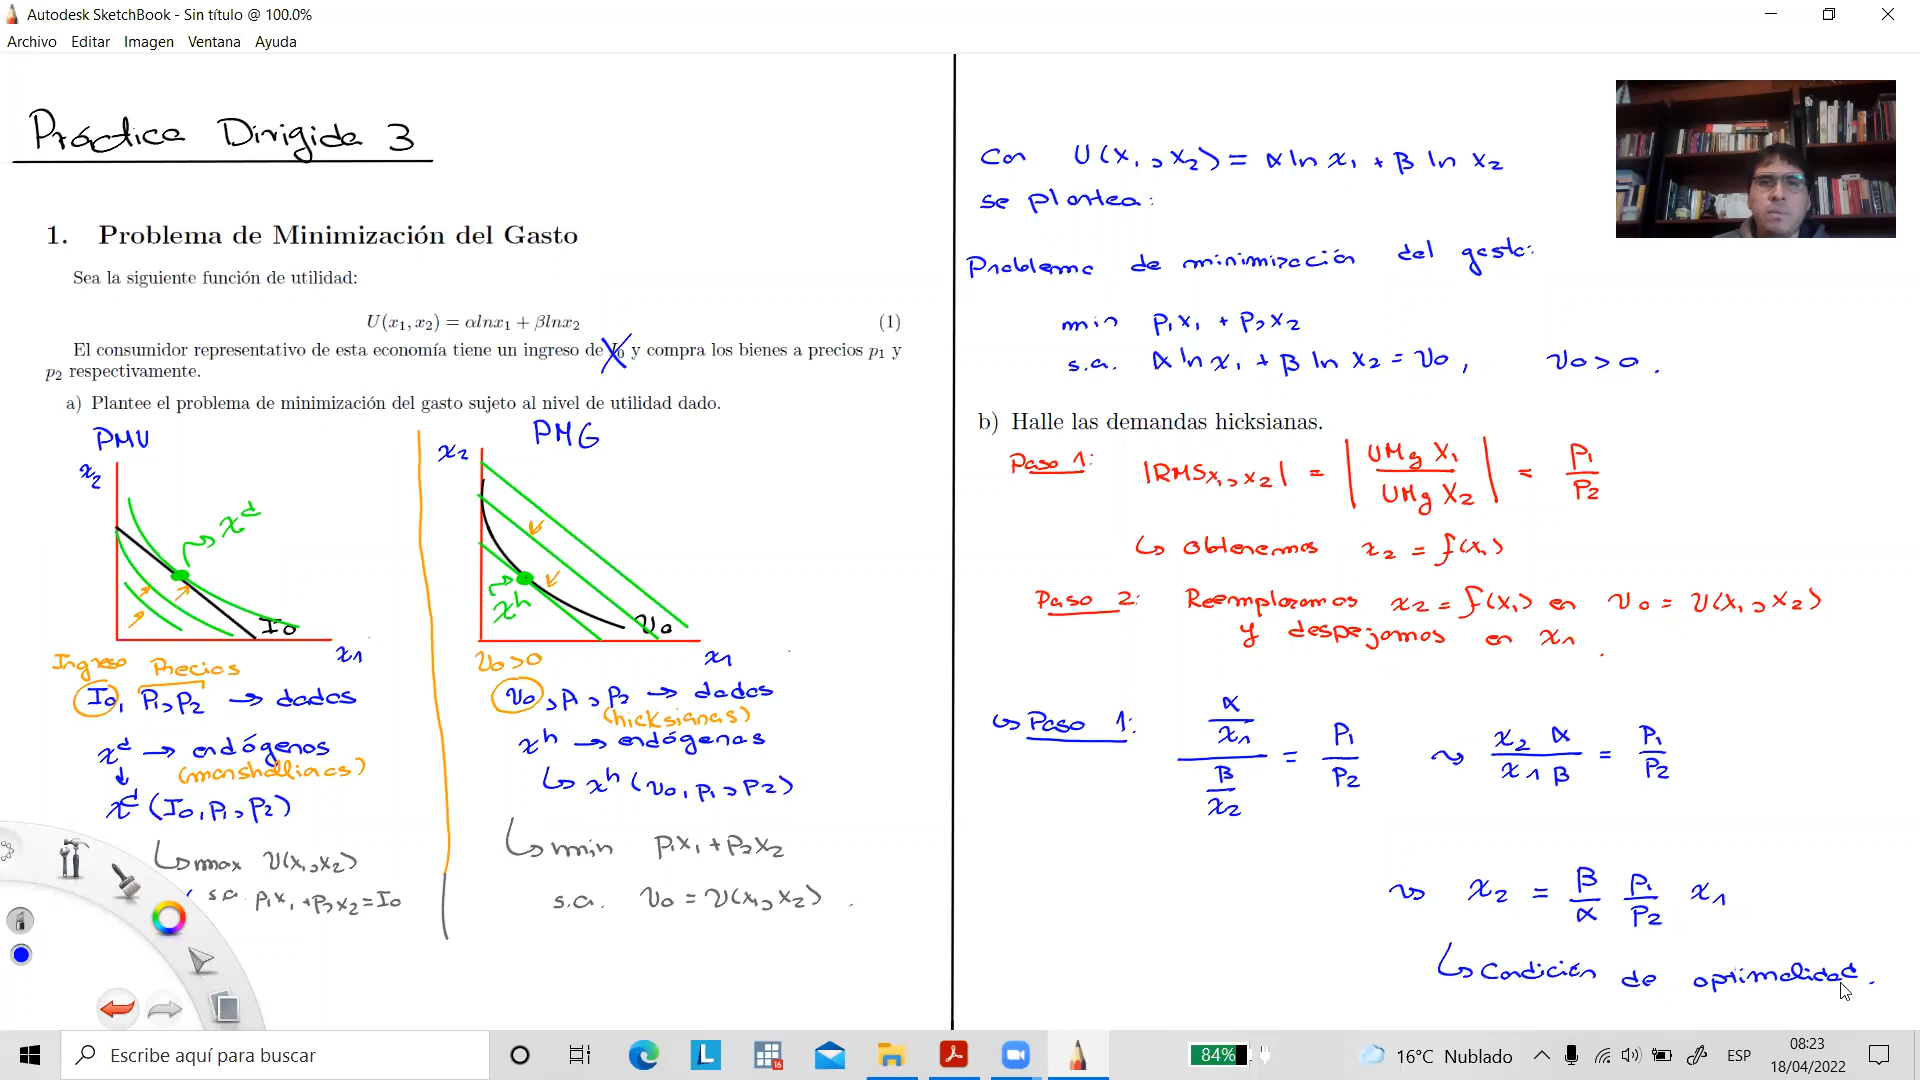 Autodesk SketchBook - Sin título @ 100.0%
Archivo Editar Imagen Ventana Ayuda
Práctica Dirigida 3
1. Problema de Minimización del Gasto
Sea la siguiente función de utilidad:
U(x₁, x₂) = αlnx₁ + βlnx₂ (1)
El consumidor representativo de esta economía tiene un ingreso de I₀ y compra los bienes a precios p₁ y
p₂ respectivamente.
a) Plantee el problema de minimización del gasto sujeto al nivel de utilidad dado.
PMU
x₂
x^d
I₀
x₁
Ingreso Precios
I₀, P₁, P₂ → dados
x^d → endógenos
(marshallianas)
x^d (I₀, P₁, P₂)
↳ max U(x₁, x₂)
s.a. P₁x₁ + P₂x₂ = I₀
PMG
x₂
x^h
U₀
x₁
U₀ > 0
U₀, P₁, P₂ → dados
(hicksianas)
x^h → endógenas
↳ x^h (U₀, P₁, P₂)
↳ min P₁x₁ + P₂x₂
s.a. U₀ = U(x₁, x₂).
Con U(x₁, x₂) = α ln x₁ + β ln x₂
se plantea:
Problema de minimización del gasto:
min P₁x₁ + P₂x₂
s.a. α ln x₁ + β ln x₂ = U₀, U₀ > 0.
b) Halle las demandas hicksianas.
Paso 1: |RMS x₁, x₂| = |UMg X₁ / UMg X₂| = P₁ / P₂
↳ obtenemos x₂ = f(x₁)
Paso 2: Reemplazamos x₂ = f(x₁) en U₀ = U(x₁, x₂)
y despejamos en x₁.
↳ Paso 1: (α / x₁) / (β / x₂) = P₁ / P₂ ⇝ x₂ α / x₁ β = P₁ / P₂
⇝ x₂ = β/α P₁/P₂ x₁
↳ Condición de optimalidad.
Escribe aquí para buscar
L
16
84%
16°C Nublado
ESP
08:23
18/04/2022